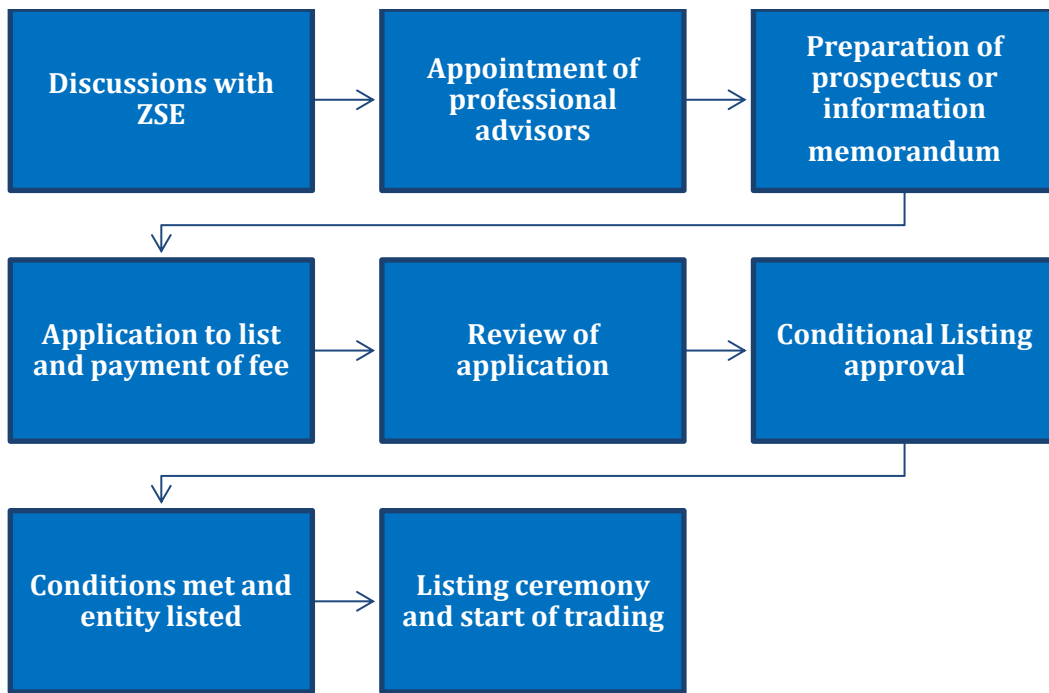 Discussions with
ZSE
Appointment of
professional
advisors
Preparation of
prospectus or
information
memorandum
Application to list
and payment of fee
Review of
application
Conditional Listing
approval
Conditions met and
entity listed
Listing ceremony
and start of trading